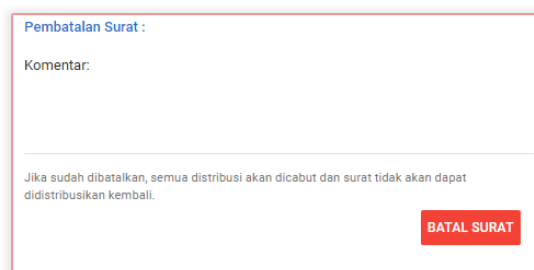 Pembatalan Surat :
Komentar:
Jika sudah dibatalkan, semua distribusi akan dicabut dan surat tidak akan dapat
didistribusikan kembali.
BATAL SURAT